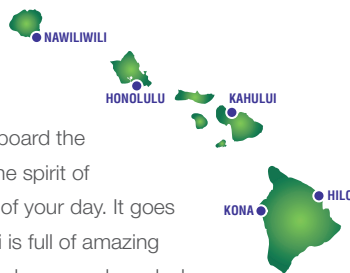 NAWILIWILI
HONOLULU
KAHULUI
board the
he spirit of
of your day. It goes
HILO
KONA
i is full of amazing